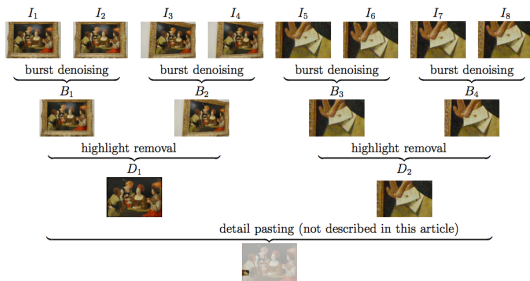 I1 I2 I3 I4 I5 I6 I7 I8
burst denoising burst denoising burst denoising burst denoising
B1 B2 B3 B4
highlight removal highlight removal
D1 D2
detail pasting (not described in this article)